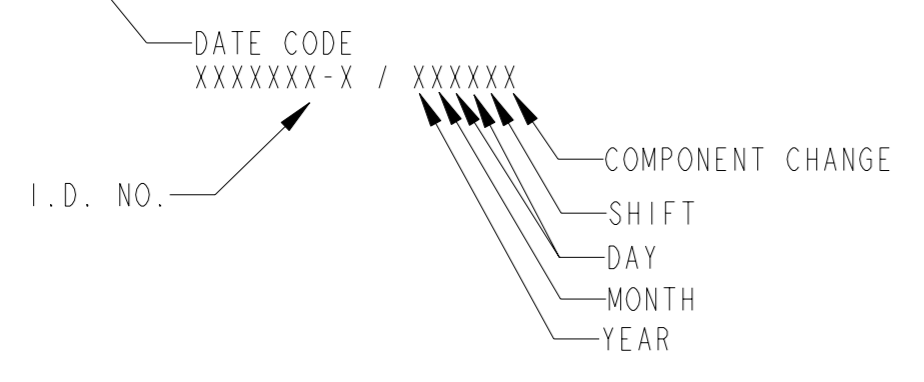 DATE CODE
XXXXXXX-X / XXXXXX
COMPONENT CHANGE
I.D. NO.
SHIFT
DAY
MONTH
YEAR